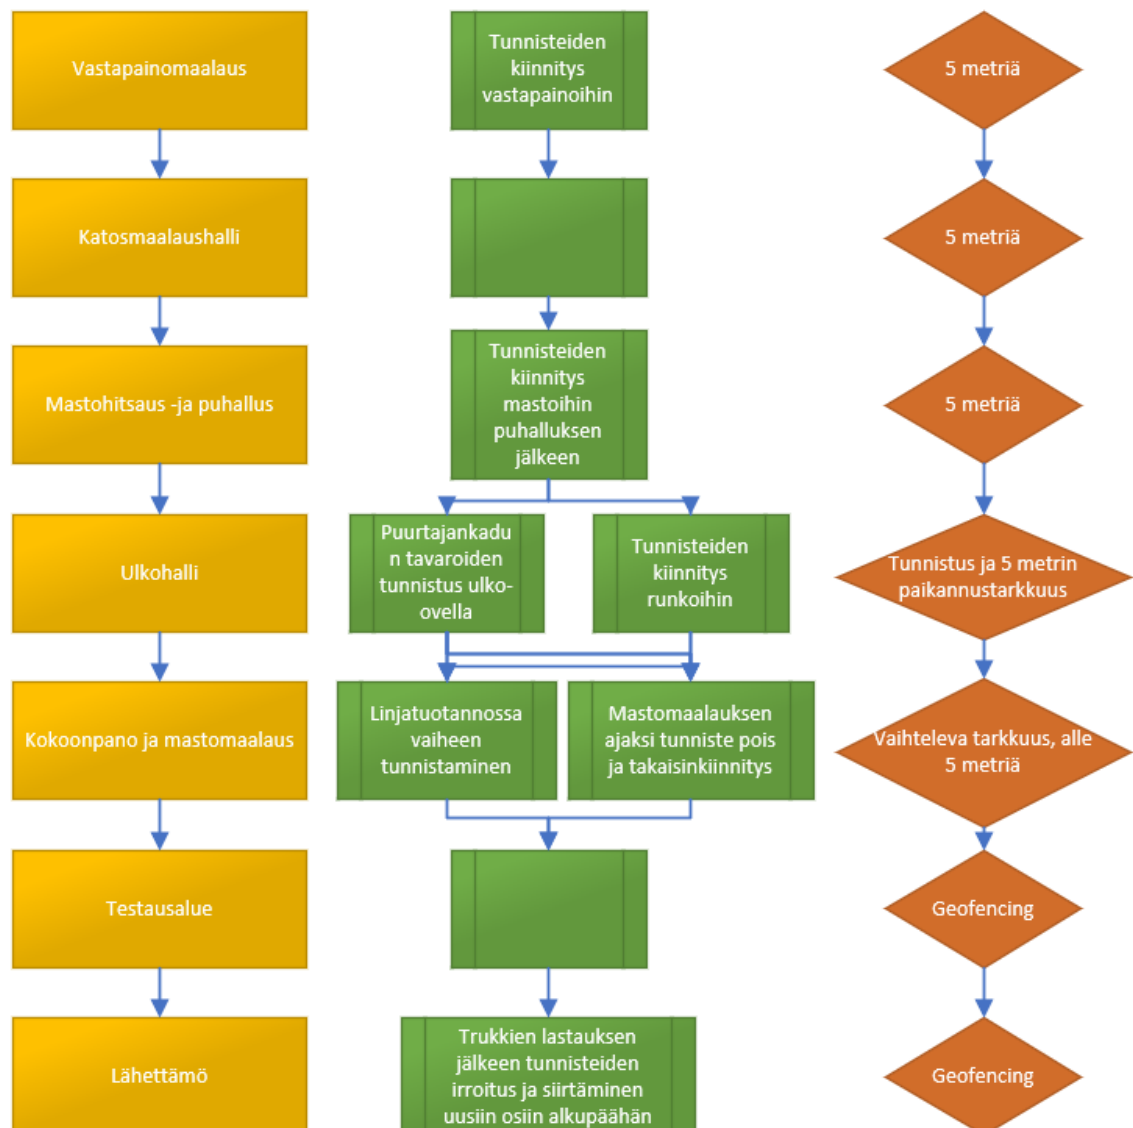 Vastapainomaalaus
Tunnisteiden
kiinnitys
vastapainoihin
5 metriä
Katosmaalaushalli
5 metriä
Mastohitsaus -ja puhallus
Tunnisteiden
kiinnitys
mastoihin
puhalluksen
jälkeen
5 metriä
Ulkohalli
Puurtajankadu
n tavaroiden
tunnistus ulko-
ovella
Tunnisteiden
kiinnitys
runkoihin
Tunnistus ja 5 metrin
paikannustarkkuus
Kokoonpano ja mastomaalaus
Linjatuotannossa
vaiheen
tunnistaminen
Mastomaalauksen
ajaksi tunniste pois
ja takaisinkiinnitys
Vaihteleva tarkkuus, alle
5 metriä
Testausalue
Geofencing
Lähettämö
Trukkien lastauksen
jälkeen tunnisteiden
irroitus ja siirtäminen
uusiin osiin alkupäähän
Geofencing